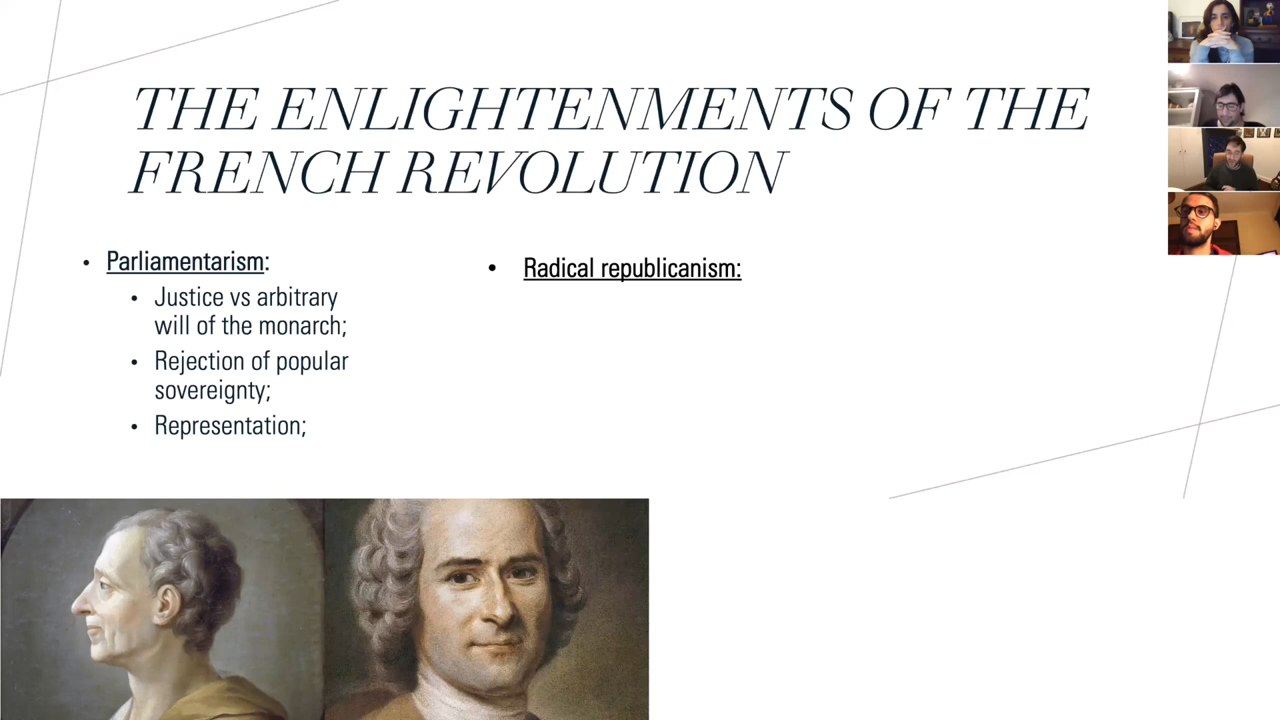 THE ENLIGHTENMENTS OF THE
FRENCH REVOLUTION
• Parliamentarism:
• Justice vs arbitrary
will of the monarch;
• Rejection of popular
sovereignty;
• Representation;
• Radical republicanism: